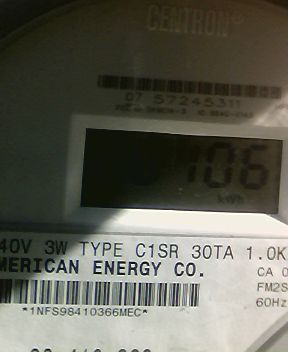 CENTRON®
07 57245311
106
kWh
40V 3W TYPE C1SR 30TA 1.0K
MERICAN ENERGY CO.
CA 0
FM2S
60Hz
*1NFS98410366MEC*